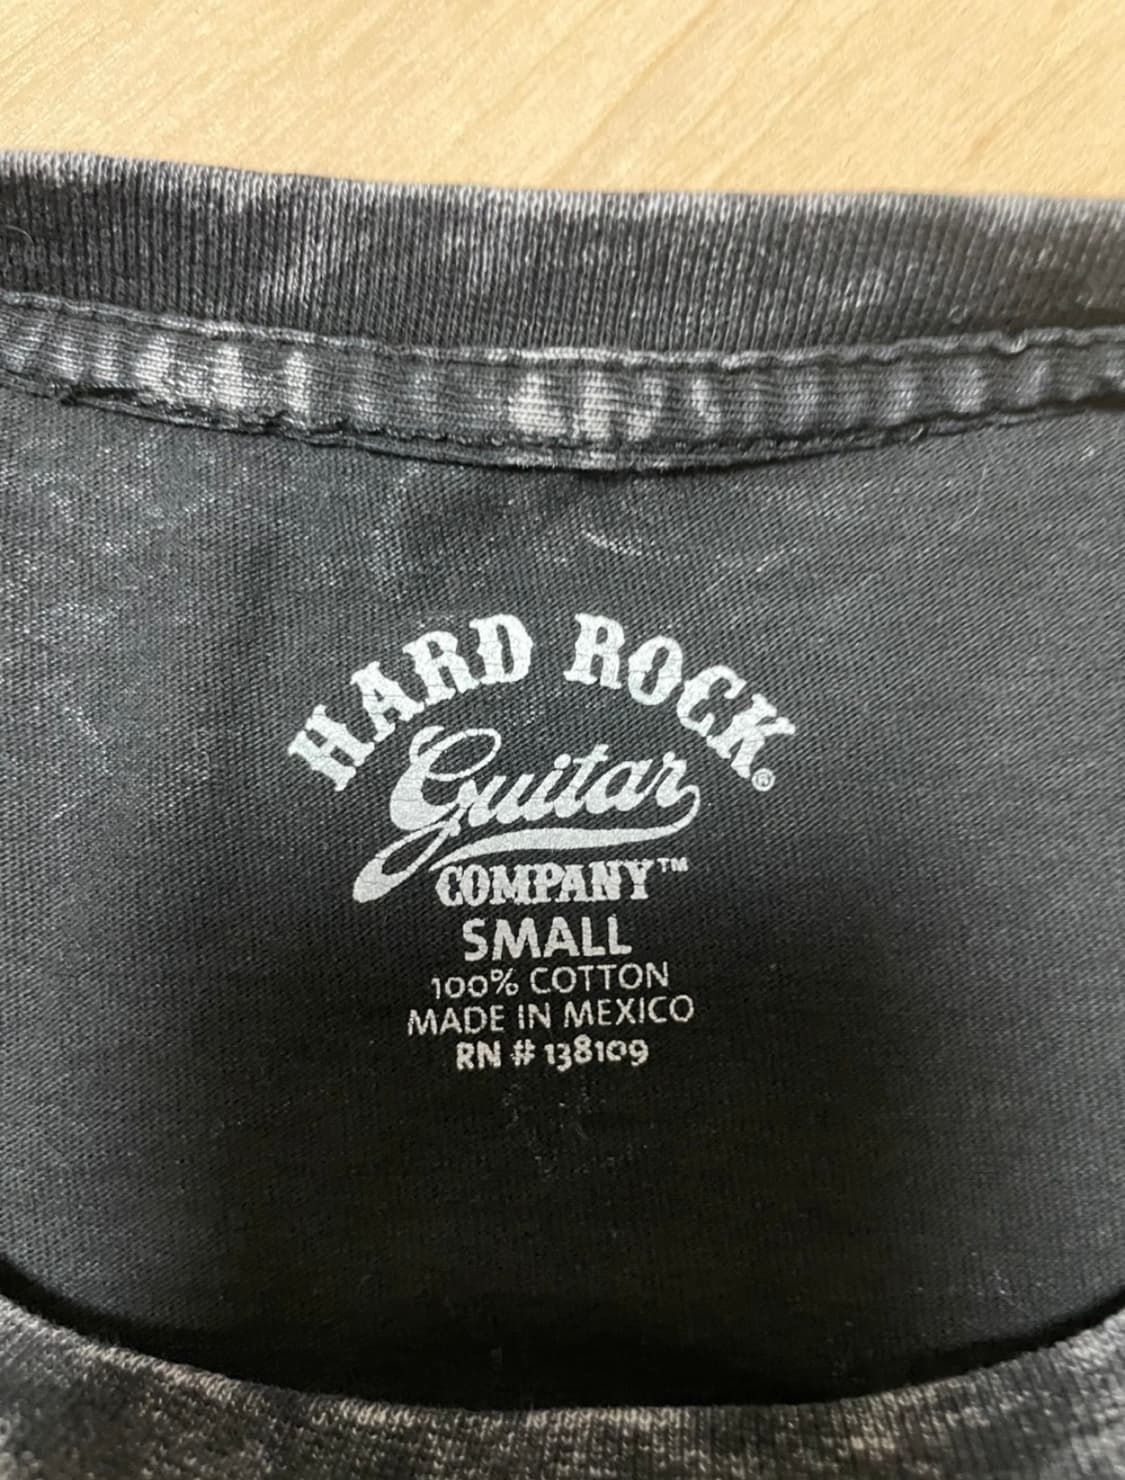 HARD ROCK®
Guitar
COMPANY™
SMALL
100% COTTON
MADE IN MEXICO
RN # 138109